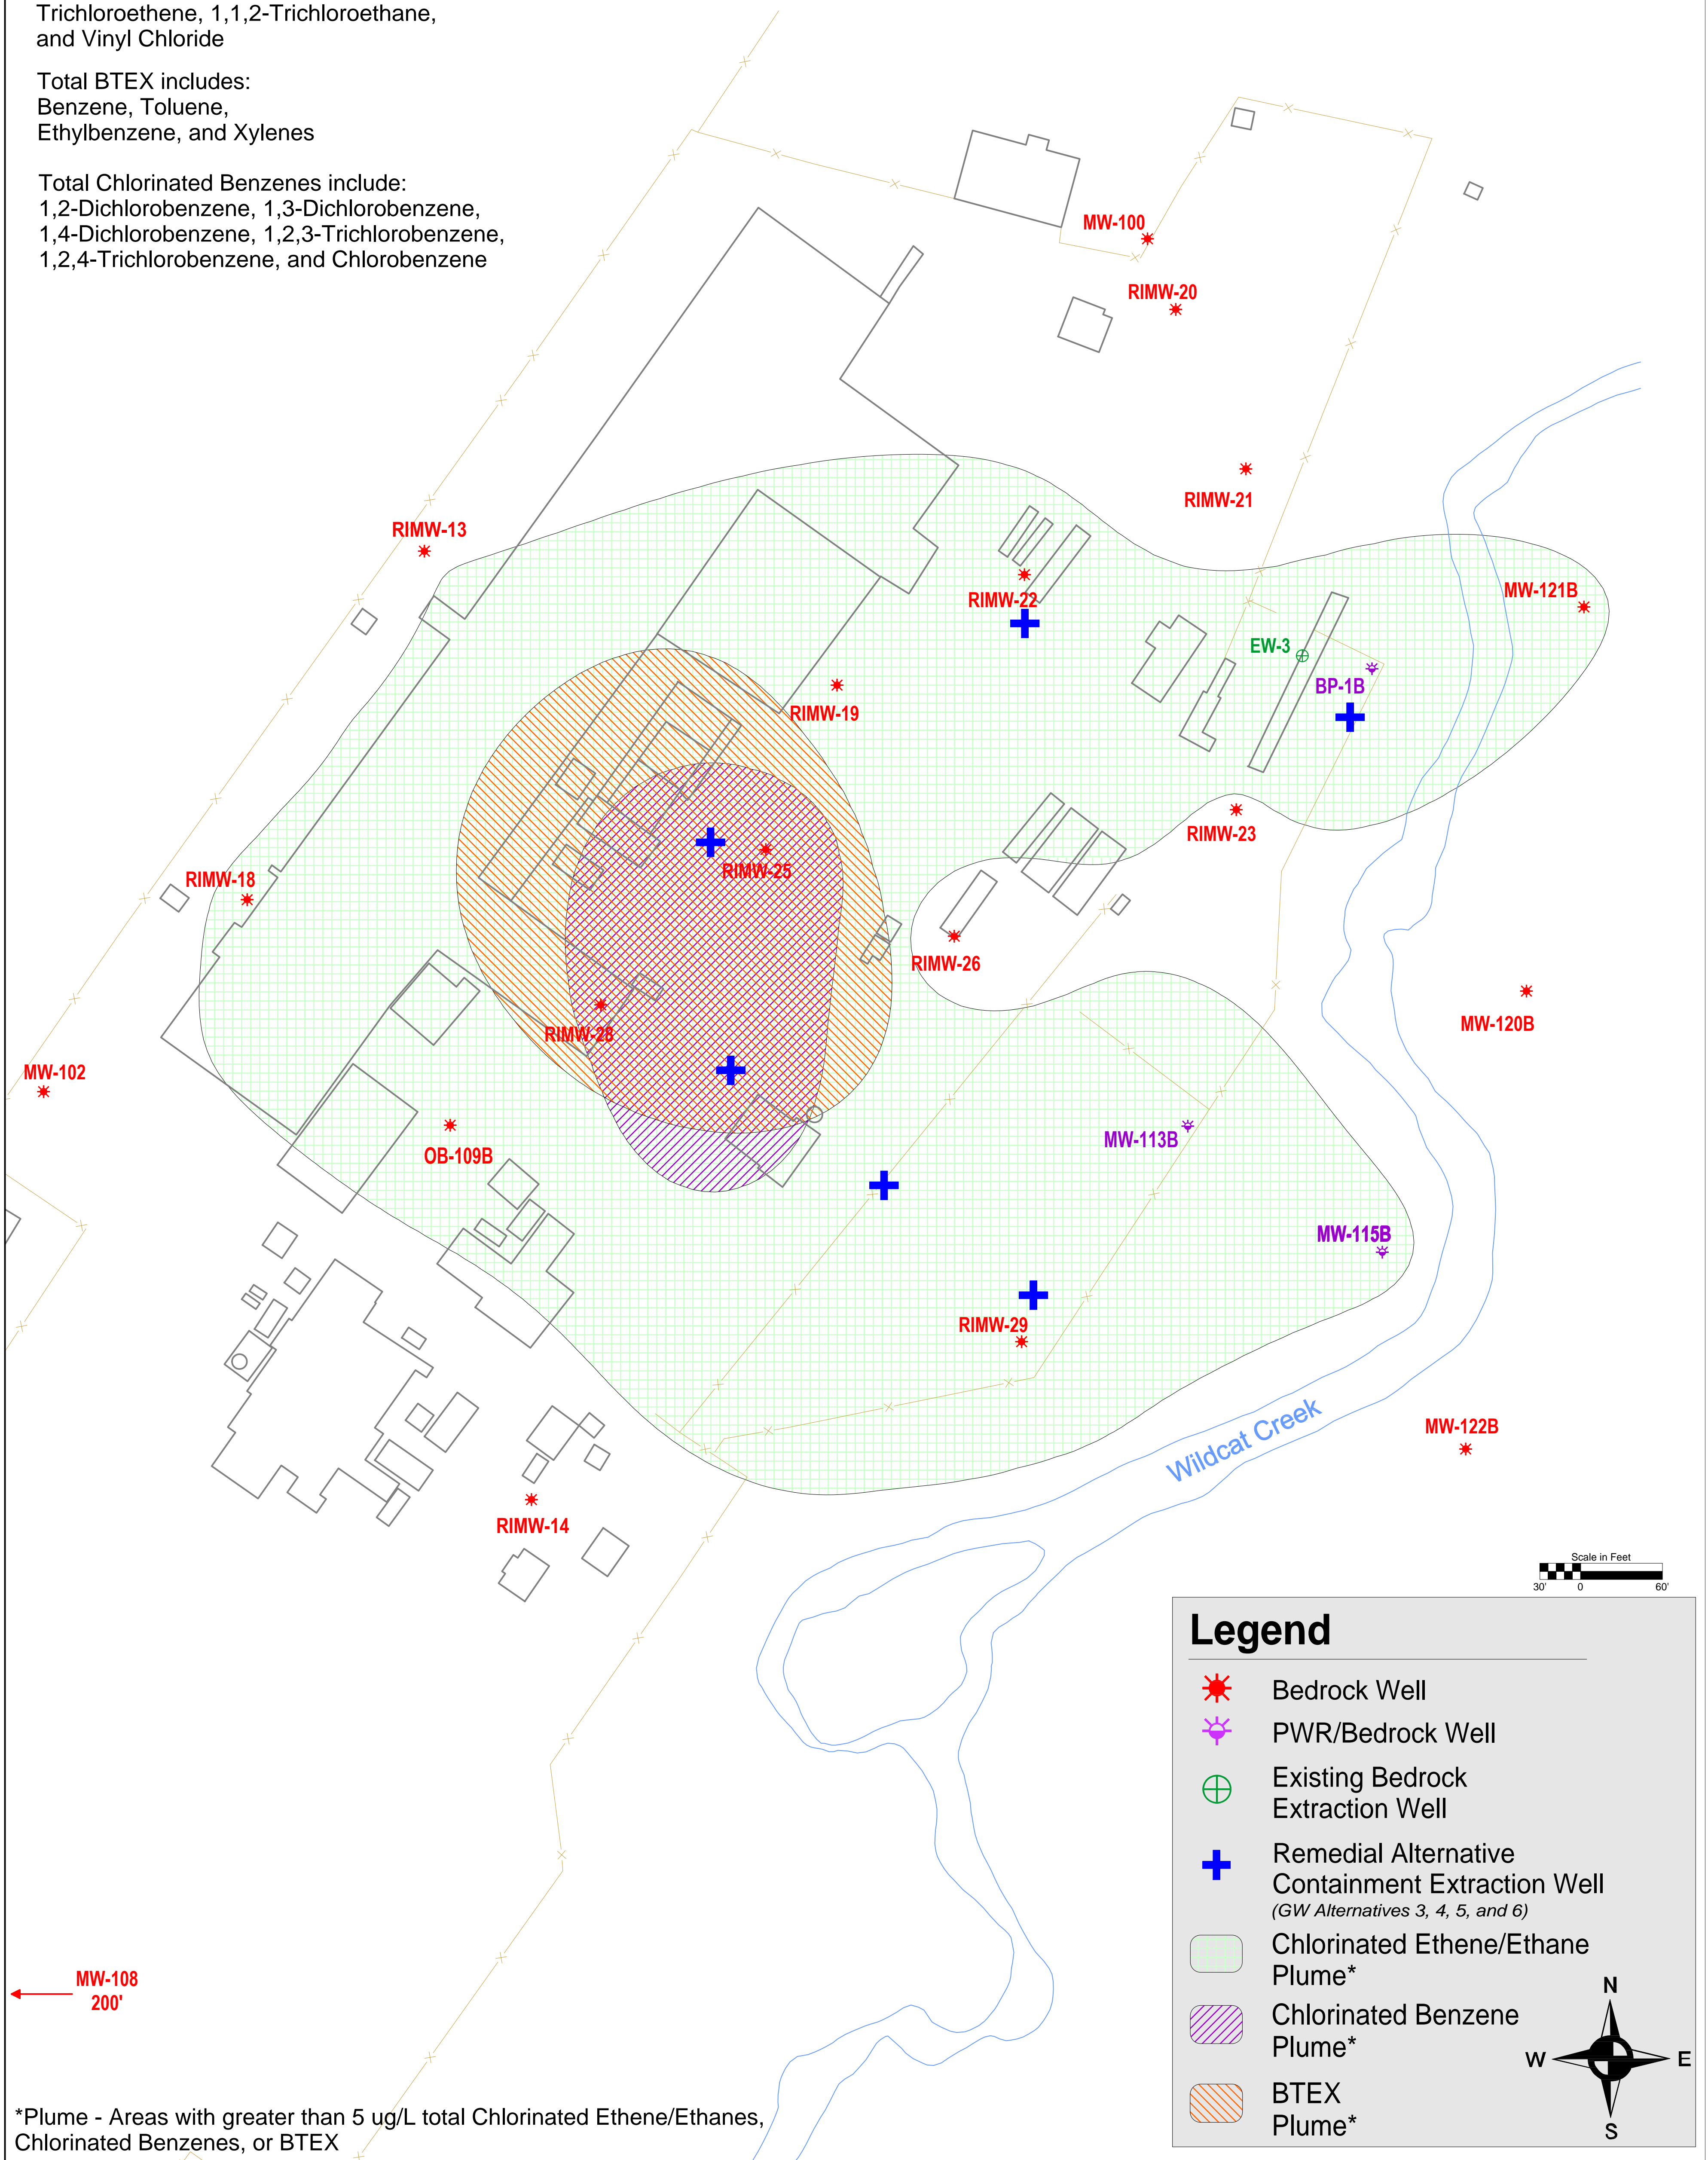 Trichloroethene, 1,1,2-Trichloroethane,
and Vinyl Chloride
Total BTEX includes:
Benzene, Toluene,
Ethylbenzene, and Xylenes
Total Chlorinated Benzenes include:
1,2-Dichlorobenzene, 1,3-Dichlorobenzene,
1,4-Dichlorobenzene, 1,2,3-Trichlorobenzene,
1,2,4-Trichlorobenzene, and Chlorobenzene
MW-100
RIMW-20
RIMW-21
RIMW-13
MW-121B
RIMW-22
EW-3
BP-1B
RIMW-19
RIMW-23
RIMW-25
RIMW-18
RIMW-26
MW-120B
RIMW-28
MW-102
MW-113B
OB-109B
MW-115B
RIMW-29
Wildcat Creek
MW-122B
RIMW-14
Scale in Feet
30' 0 60'
Legend
Bedrock Well
PWR/Bedrock Well
Existing Bedrock
Extraction Well
Remedial Alternative
Containment Extraction Well
(GW Alternatives 3, 4, 5, and 6)
Chlorinated Ethene/Ethane
Plume*
Chlorinated Benzene
Plume*
BTEX
Plume*
N
W E
S
MW-108
200'
*Plume - Areas with greater than 5 ug/L total Chlorinated Ethene/Ethanes,
Chlorinated Benzenes, or BTEX